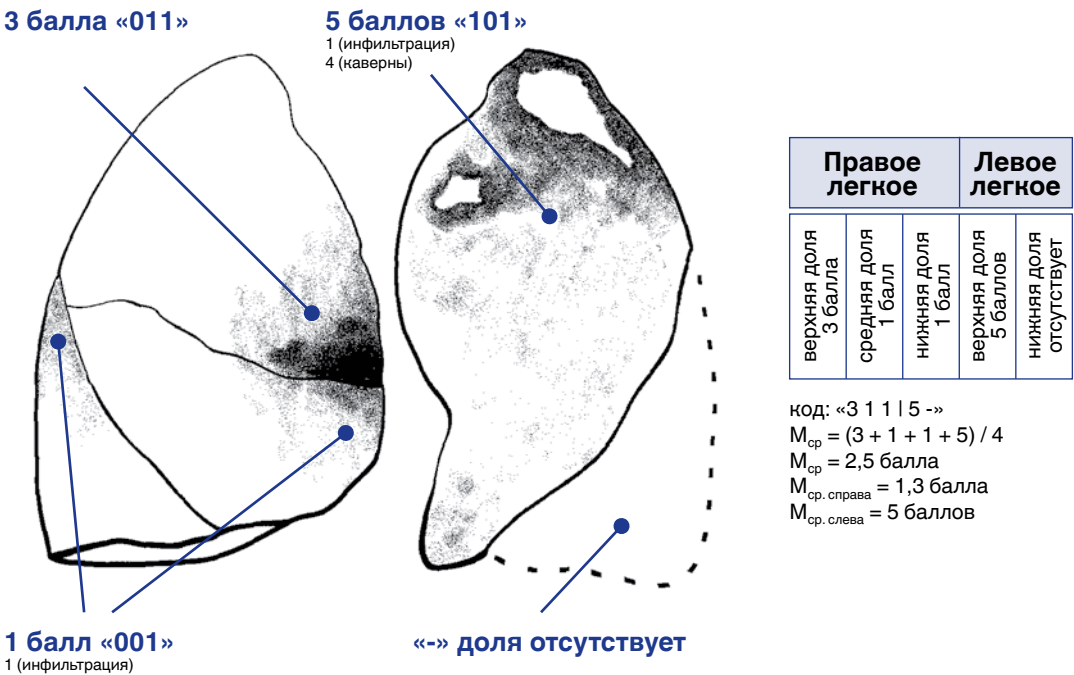 3 балла «011»
5 баллов «101»
1 (инфильтрация)
4 (каверны)
Правое легкое
Левое легкое
верхняя доля
3 балла
средняя доля
1 балл
нижняя доля
1 балл
верхняя доля
5 баллов
нижняя доля
отсутствует
код: «3 1 1 | 5 -»
Mср = (3 + 1 + 1 + 5) / 4
Mср = 2,5 балла
Mср. справа = 1,3 балла
Mср. слева = 5 баллов
1 балл «001»
1 (инфильтрация)
«-» доля отсутствует